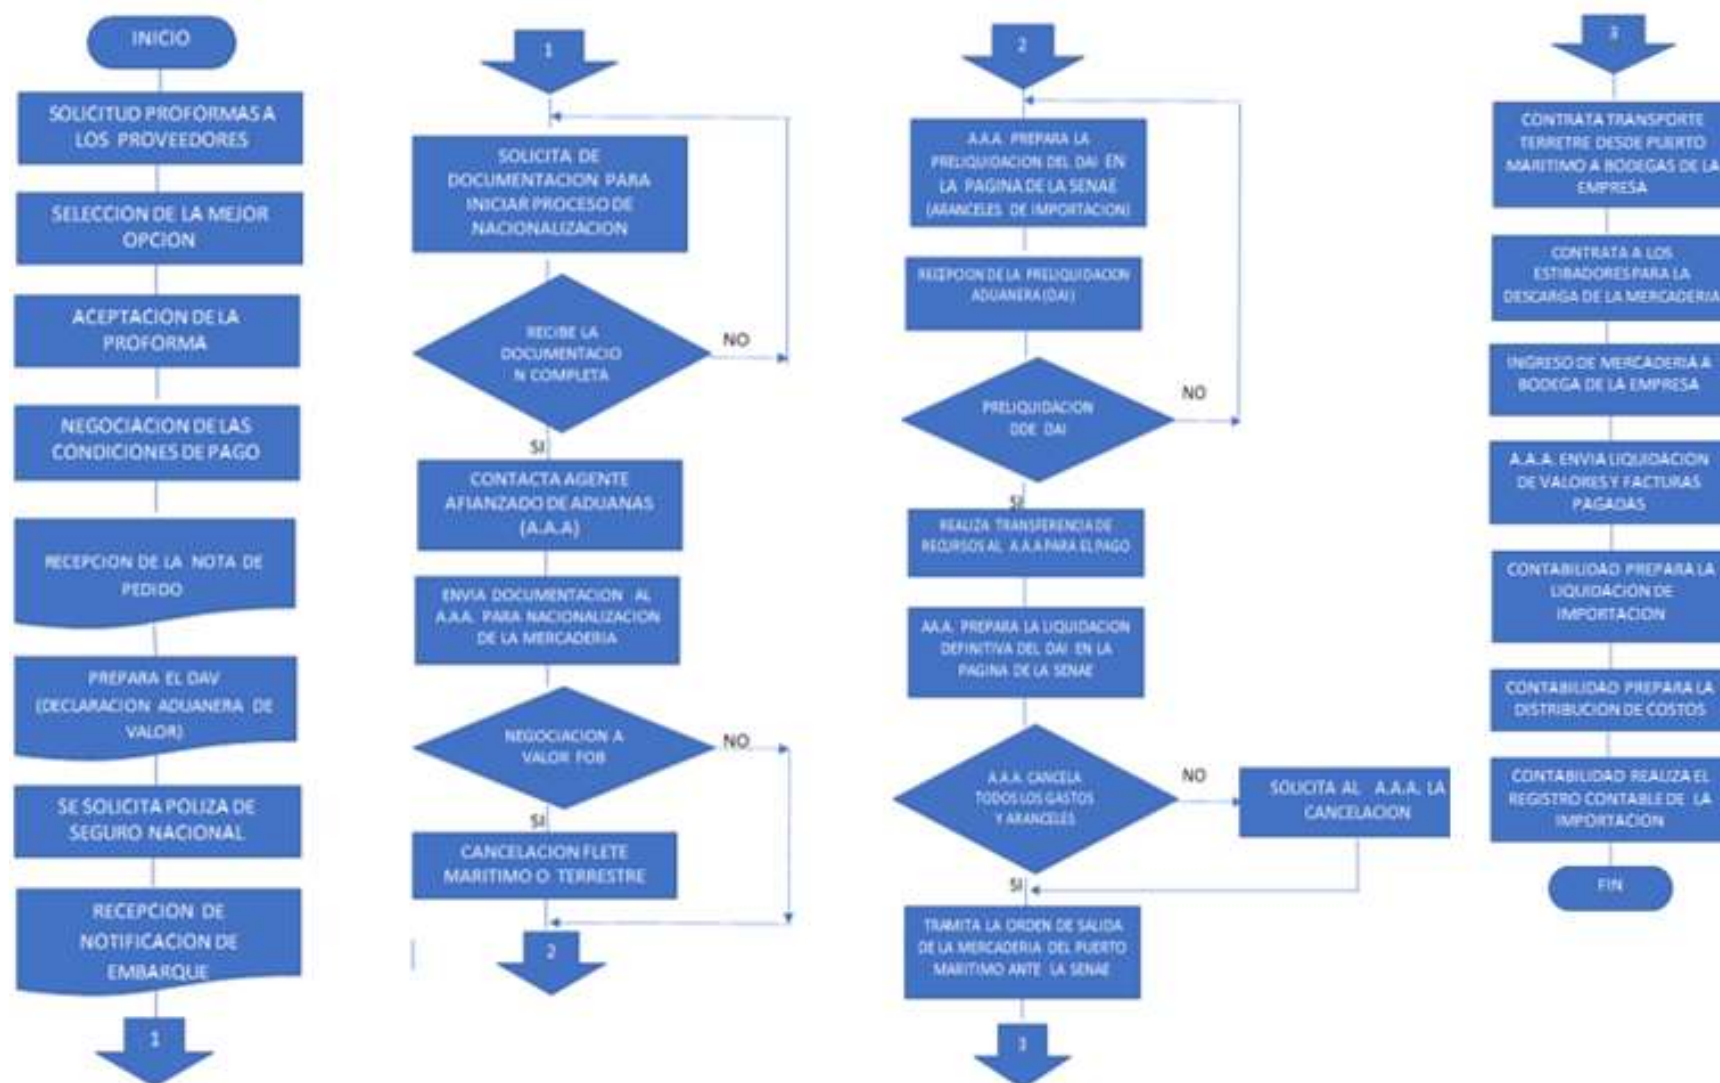 INICIO
SOLICITUD PROFORMAS A
LOS PROVEEDORES
SELECCIÓN DE LA MEJOR
OPCION
ACEPTACION DE LA
PROFORMA
NEGOCIACION DE LAS
CONDICIONES DE PAGO
RECEPCION DE LA NOTA DE
PEDIDO
PREPARA EL DAV
(DECLARACION ADUANERA DE
VALOR)
SE SOLICITA POLIZA DE
SEGURO NACIONAL
RECEPCION DE
NOTIFICACION DE
EMBARQUE
1
1
SOLICITA DE
DOCUMENTACION PARA
INICIAR PROCESO DE
NACIONALIZACION
RECIBE LA
DOCUMENTACIO
N COMPLETA
NO
SI
CONTACTA AGENTE
AFIANZADO DE ADUANAS
(A.A.A)
ENVIA DOCUMENTACION AL
A.A.A. PARA NACIONALIZACION
DE LA MERCADERIA
NEGOCIACION A
VALOR FOB
NO
SI
CANCELACION FLETE
MARITIMO O TERRESTRE
2
2
A.A.A. PREPARA LA
PRELIQUIDACION DEL DAI EN
LA PAGINA DE LA SENAE
(ARANCELES DE IMPORTACION)
RECEPCION DE LA PRELIQUIDACION
ADUANERA (DAI)
PRELIQUIDACION
DDE DAI
NO
SI
REALIZA TRANSFERENCIA DE
RECURSOS AL A.A.A PARA EL PAGO
AA.A. PREPARA LA LIQUIDACION
DEFINITIVA DEL DAI EN LA
PAGINA DE LA SENAE
A.A.A. CANCELA
TODOS LOS GASTOS
Y ARANCELES
NO
SOLICITA AL A.A.A. LA
CANCELACION
SI
TRAMITA LA ORDEN DE SALIDA
DE LA MERCADERIA DEL PUERTO
MARITIMO ANTE LA SENAE
3
3
CONTRATA TRANSPORTE
TERRETRE DESDE PUERTO
MARITIMO A BODEGAS DE LA
EMPRESA
CONTRATA A LOS
ESTIBADORES PARA LA
DESCARGA DE LA MERCADERIA
INGRESO DE MERCADERIA A
BODEGA DE LA EMPRESA
A.A.A. ENVIA LIQUIDACION
DE VALORES Y FACTURAS
PAGADAS
CONTABILIDAD PREPARA LA
LIQUIDACION DE
IMPORTACION
CONTABILIDAD PREPARA LA
DISTRIBUCION DE COSTOS
CONTABILIDAD REALIZA EL
REGISTRO CONTABLE DE LA
IMPORTACION
FIN